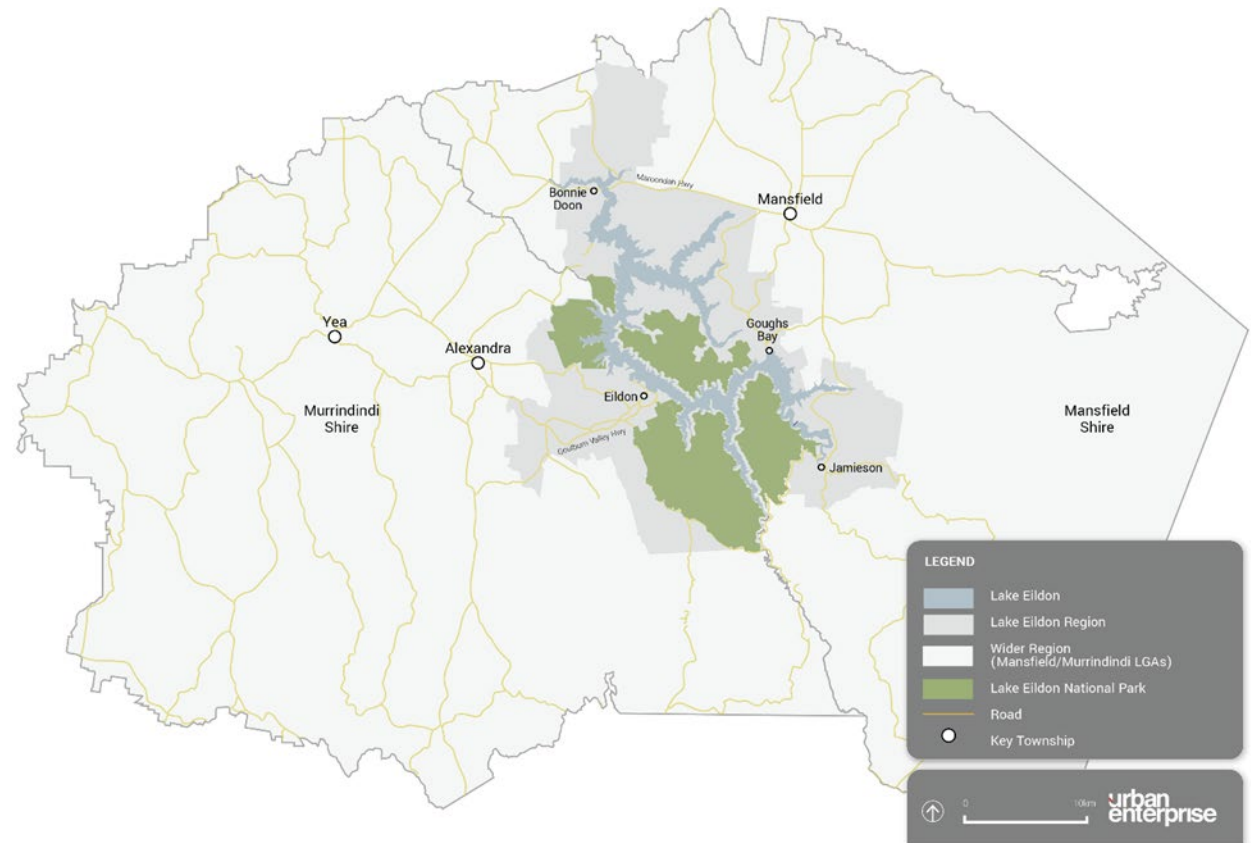 Maroondah Hwy
Bonnie
Doon
Mansfield
Yea
Goughs
Bay
Alexandra
Eildon
Murrindindi
Shire
Mansfield
Shire
Goulburn Valley Hwy
Jamieson
LEGEND
Lake Eildon
Lake Eildon Region
Wider Region
(Mansfield/Murrindindi LGAs)
Lake Eildon National Park
Road
Key Township
0 10km
urban
enterprise